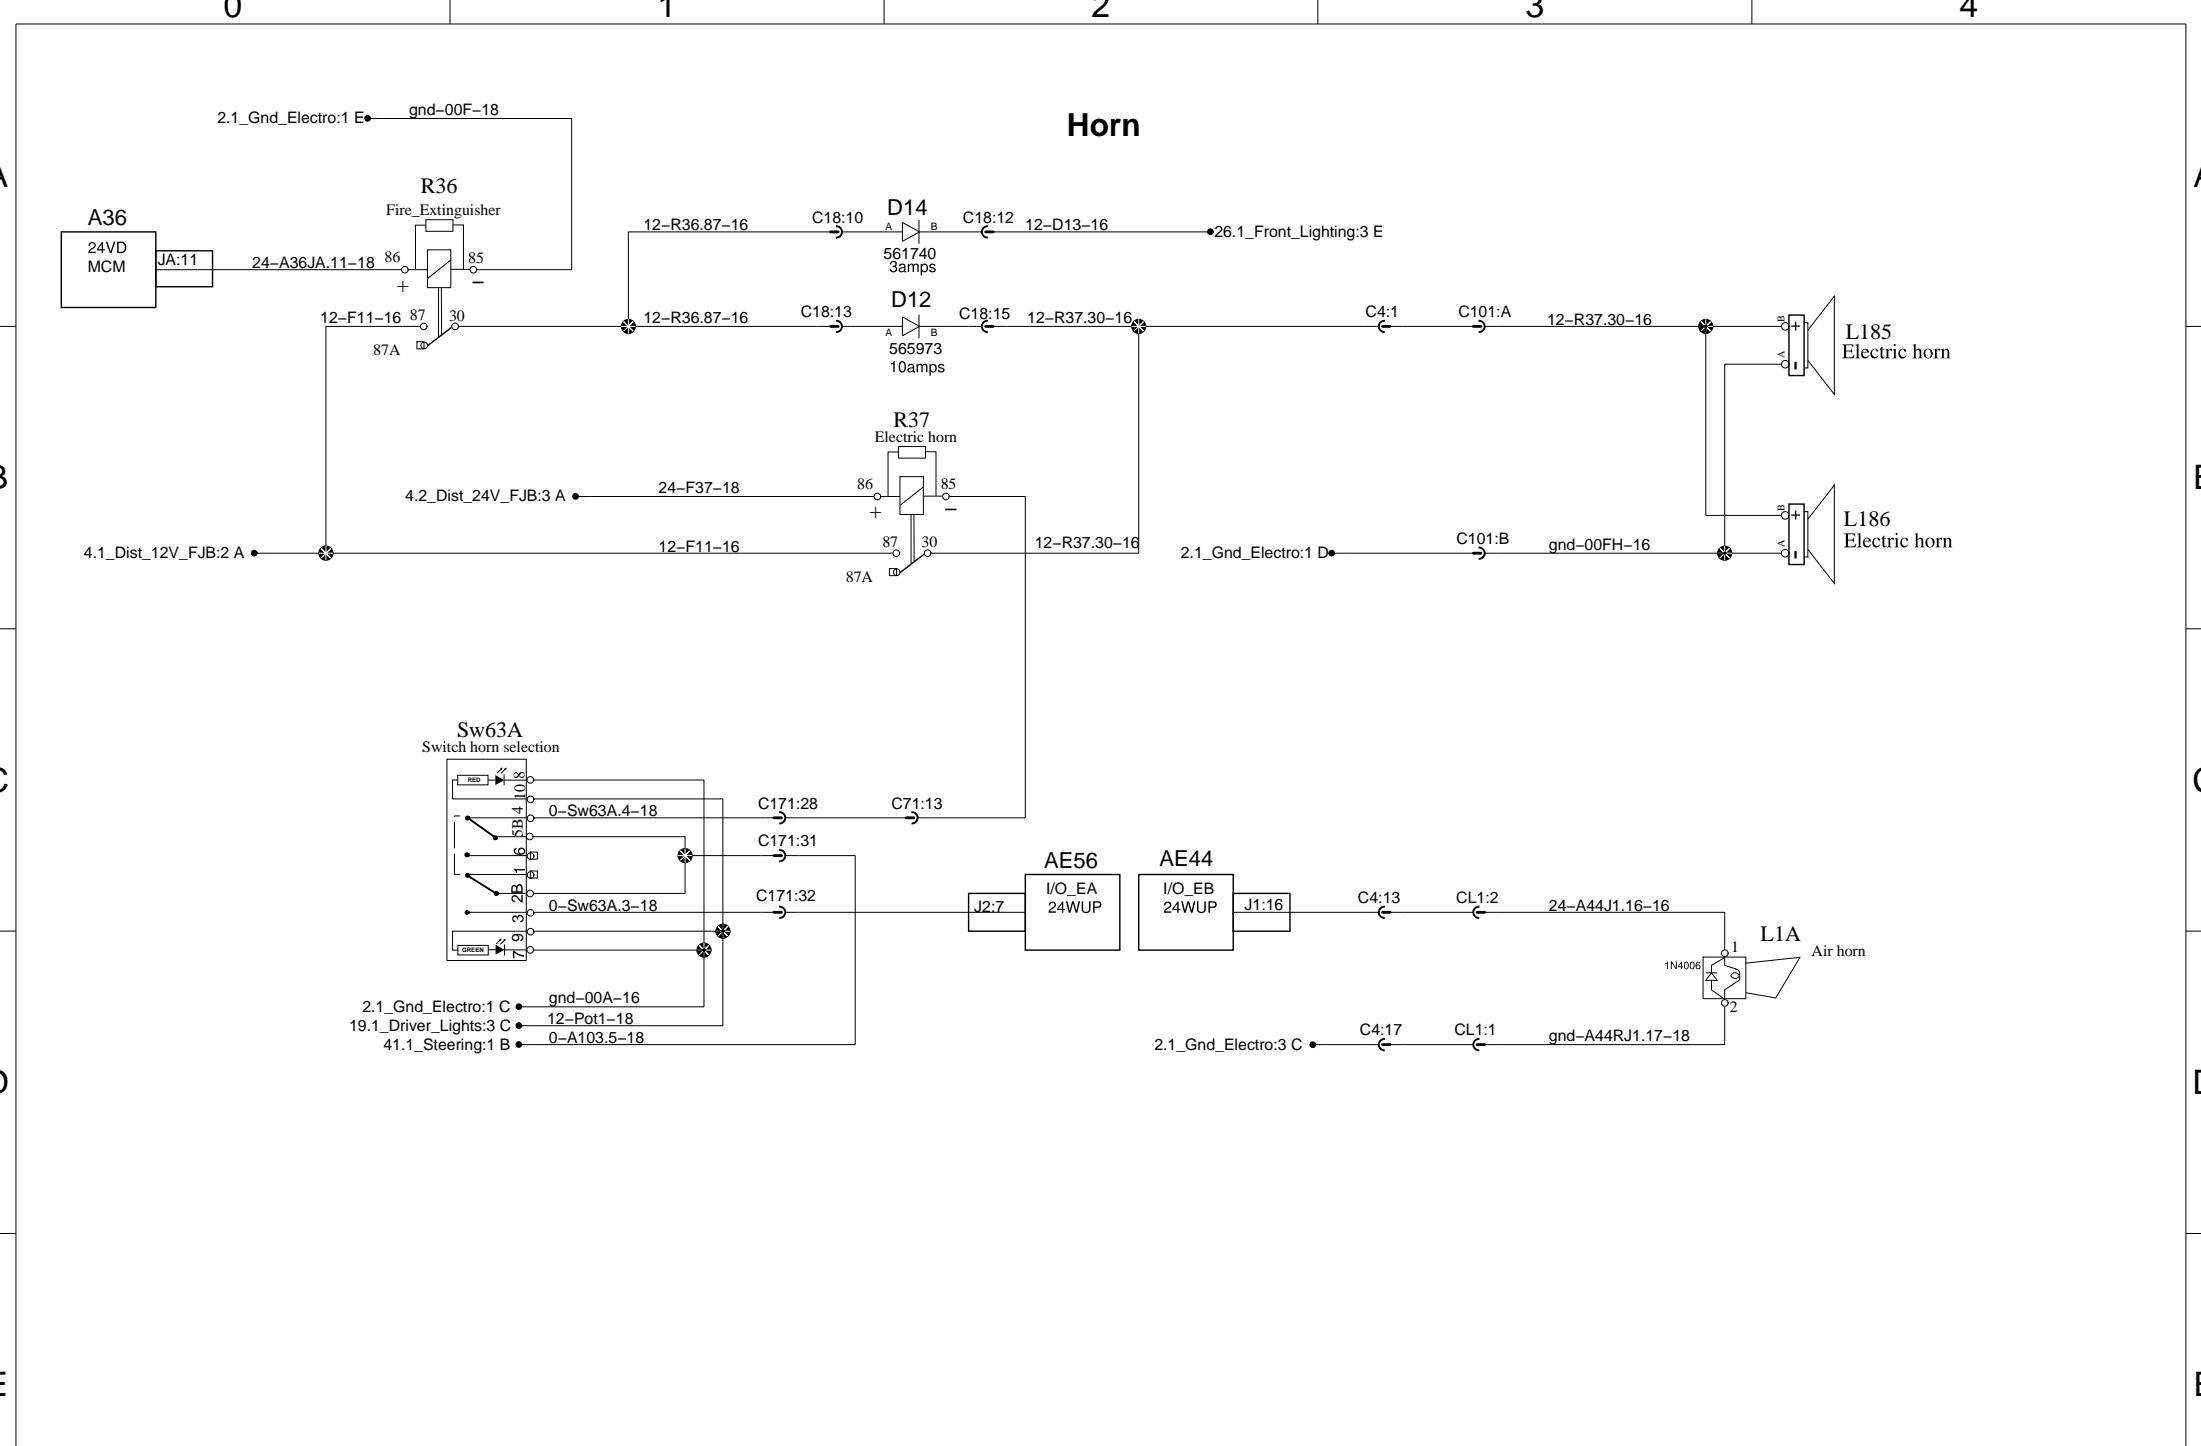 0 1 2 3 4
Horn
2.1_Gnd_Electro:1 E gnd–00F–18
A A
R36
Fire_Extinguisher
A36
24VD
MCM
JA:11
24–A36JA.11–18 86 85
+ –
12–F11–16 87 30
87A
12–R36.87–16 C18:10 D14 C18:12 12–D13–16 26.1_Front_Lighting:3 E
A B
561740
3amps
12–R36.87–16 C18:13 D12 C18:15 12–R37.30–16 C4:1 C101:A 12–R37.30–16
A B
565973
10amps
B + A -
L185
Electric horn
B B
R37
Electric horn
4.2_Dist_24V_FJB:3 A 24–F37–18 86 85
+ –
4.1_Dist_12V_FJB:2 A 12–F11–16 87 30 12–R37.30–16
87A
2.1_Gnd_Electro:1 D C101:B gnd–00FH–16
B + A -
L186
Electric horn
C C
Sw63A
Switch horn selection
RED 8
10
4 0–Sw63A.4–18 C171:28 C71:13
5B
6 C171:31
1
2B
3 0–Sw63A.3–18 C171:32
9
GREEN 7
AE56
I/O_EA
24WUP
J2:7
AE44
I/O_EB
24WUP
J1:16
C4:13 CL1:2 24–A44J1.16–16
L1A
Air horn
1
1N4006
2
2.1_Gnd_Electro:1 C gnd–00A–16
19.1_Driver_Lights:3 C 12–Pot1–18
41.1_Steering:1 B 0–A103.5–18
2.1_Gnd_Electro:3 C C4:17 CL1:1 gnd–A44RJ1.17–18
D D
E E